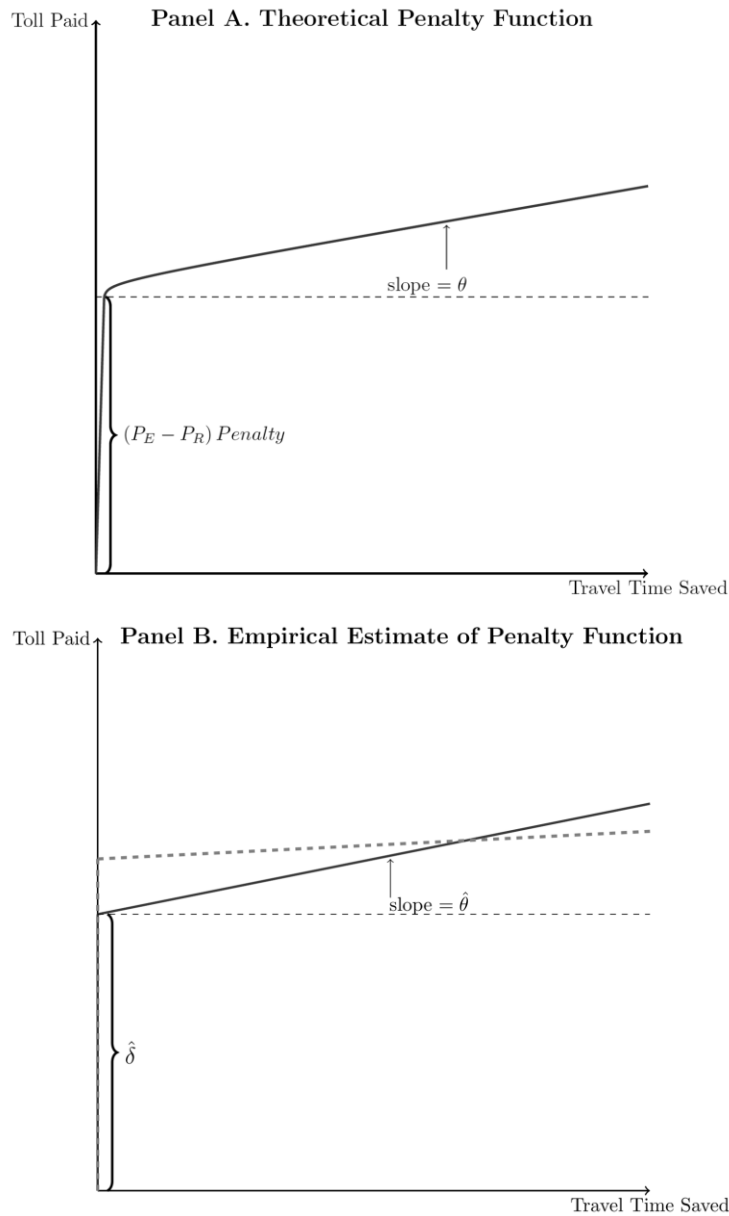 Toll Paid
Panel A. Theoretical Penalty Function
slope = θ
(P_E − P_R) Penalty
Travel Time Saved
Toll Paid
Panel B. Empirical Estimate of Penalty Function
slope = θ̂
δ̂
Travel Time Saved